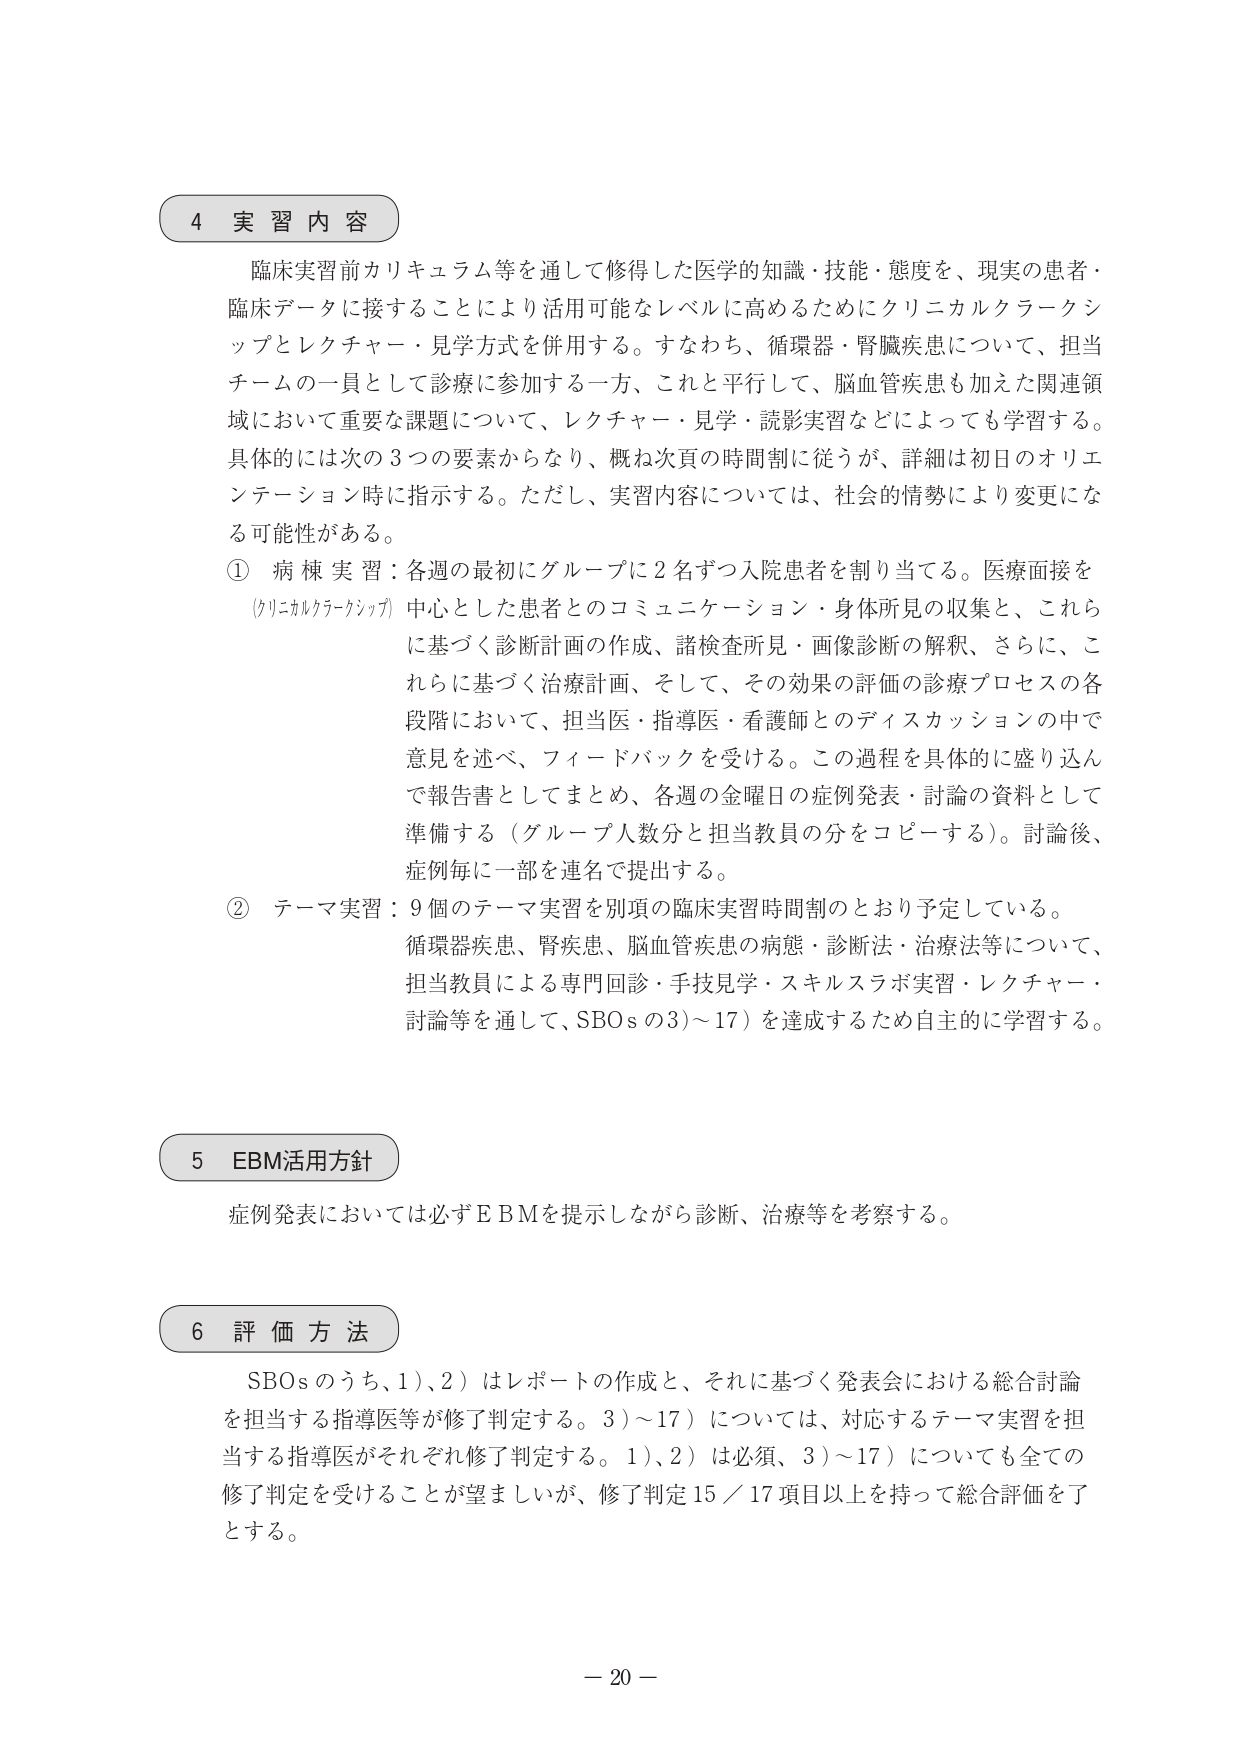 4 実習内容
臨床実習前カリキュラム等を通して修得した医学的知識・技能・態度を、現実の患者・
臨床データに接することにより活用可能なレベルに高めるためにクリニカルクラークシ
ップとレクチャー・見学方式を併用する。すなわち、循環器・腎臓疾患について、担当
チームの一員として診療に参加する一方、これと平行して、脳血管疾患も加えた関連領
域において重要な課題について、レクチャー・見学・読影実習などによっても学習する。
具体的には次の3つの要素からなり、概ね次頁の時間割に従うが、詳細は初日のオリエ
ンテーション時に指示する。ただし、実習内容については、社会的情勢により変更にな
る可能性がある。
① 病棟実習：各週の最初にグループに2名ずつ入院患者を割り当てる。医療面接を
(クリニカルクラークシップ) 中心とした患者とのコミュニケーション・身体所見の収集と、これら
に基づく診断計画の作成、諸検査所見・画像診断の解釈、さらに、こ
れらに基づく治療計画、そして、その効果の評価の診療プロセスの各
段階において、担当医・指導医・看護師とのディスカッションの中で
意見を述べ、フィードバックを受ける。この過程を具体的に盛り込ん
で報告書としてまとめ、各週の金曜日の症例発表・討論の資料として
準備する（グループ人数分と担当教員の分をコピーする）。討論後、
症例毎に一部を連名で提出する。
② テーマ実習：9個のテーマ実習を別項の臨床実習時間割のとおり予定している。
循環器疾患、腎疾患、脳血管疾患の病態・診断法・治療法等について、
担当教員による専門回診・手技見学・スキルスラボ実習・レクチャー・
討論等を通して、SBOsの3)～17）を達成するため自主的に学習する。
5 EBM活用方針
症例発表においては必ずEBMを提示しながら診断、治療等を考察する。
6 評価方法
SBOsのうち、1）、2）はレポートの作成と、それに基づく発表会における総合討論
を担当する指導医等が修了判定する。3）～17）については、対応するテーマ実習を担
当する指導医がそれぞれ修了判定する。1）、2）は必須、3）～17）についても全ての
修了判定を受けることが望ましいが、修了判定15／17項目以上を持って総合評価を了
とする。
― 20 ―